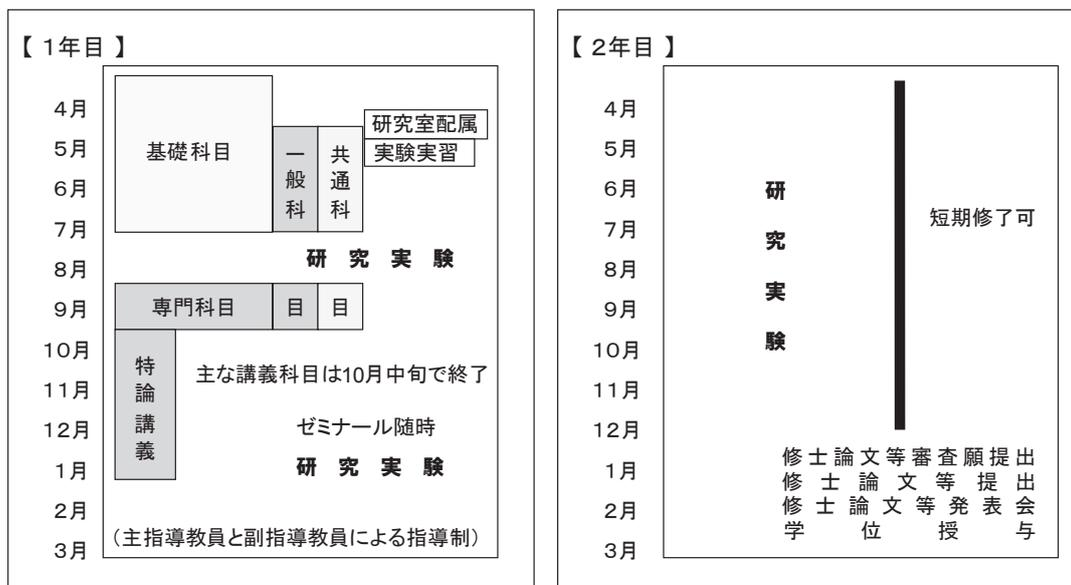 【 1年目 】
4月
5月
6月
7月
8月
9月
10月
11月
12月
1月
2月
3月
基礎科目
一般科
共通科
研究室配属
実験実習
研究実験
専門科目
目
目
特論講義
主な講義科目は10月中旬で終了
ゼミナール随時
研究実験
(主指導教員と副指導教員による指導制)
【 2年目 】
4月
5月
6月
7月
8月
9月
10月
11月
12月
1月
2月
3月
研究実験
短期修了可
修士論文等審査願提出
修士論文等提出
修士論文等発表会
学位授与